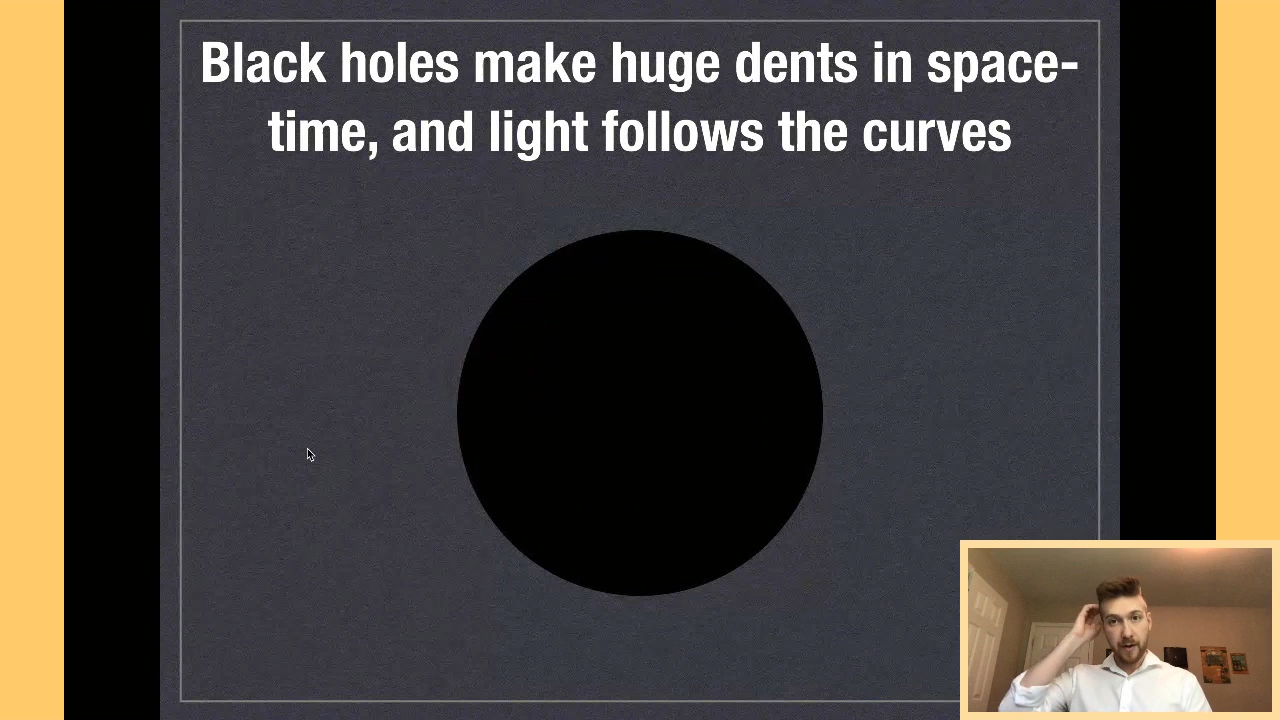 Black holes make huge dents in space-
time, and light follows the curves